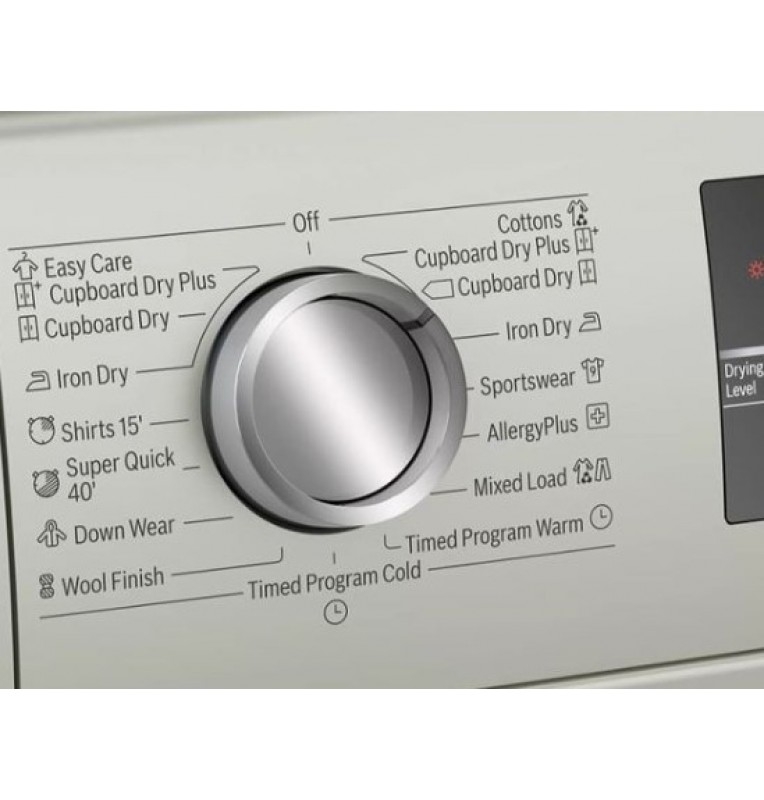 Off
Easy Care
Cupboard Dry Plus
Cupboard Dry
Iron Dry
Shirts 15'
Super Quick
40'
Down Wear
Wool Finish
Timed Program Cold
Cottons
Cupboard Dry Plus
Cupboard Dry
Iron Dry
Sportswear
AllergyPlus
Mixed Load
Timed Program Warm
Drying
Level